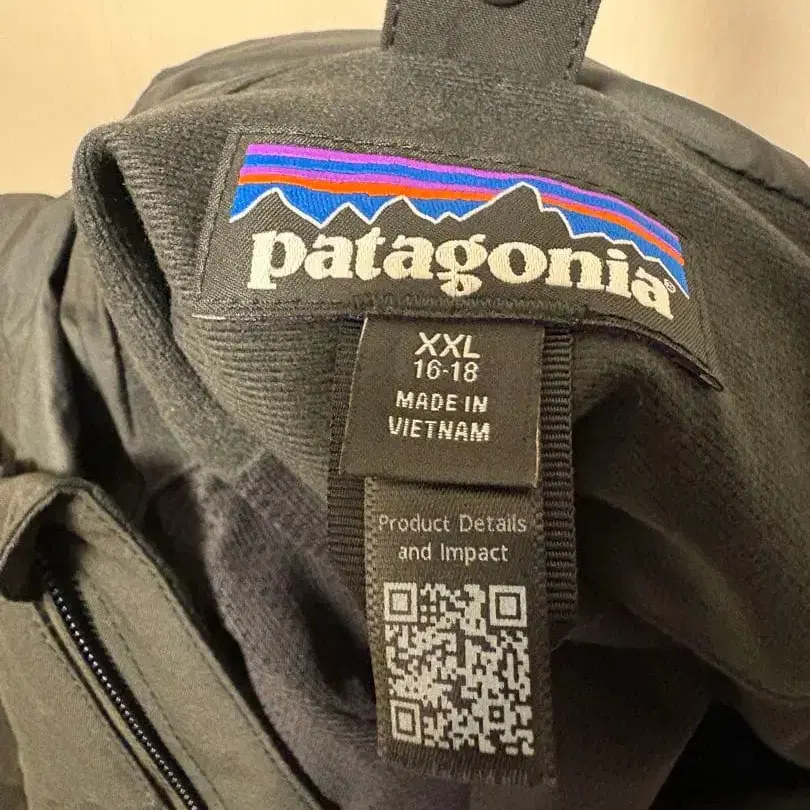 patagonia®
XXL
16-18
MADE IN
VIETNAM
Product Details
and Impact